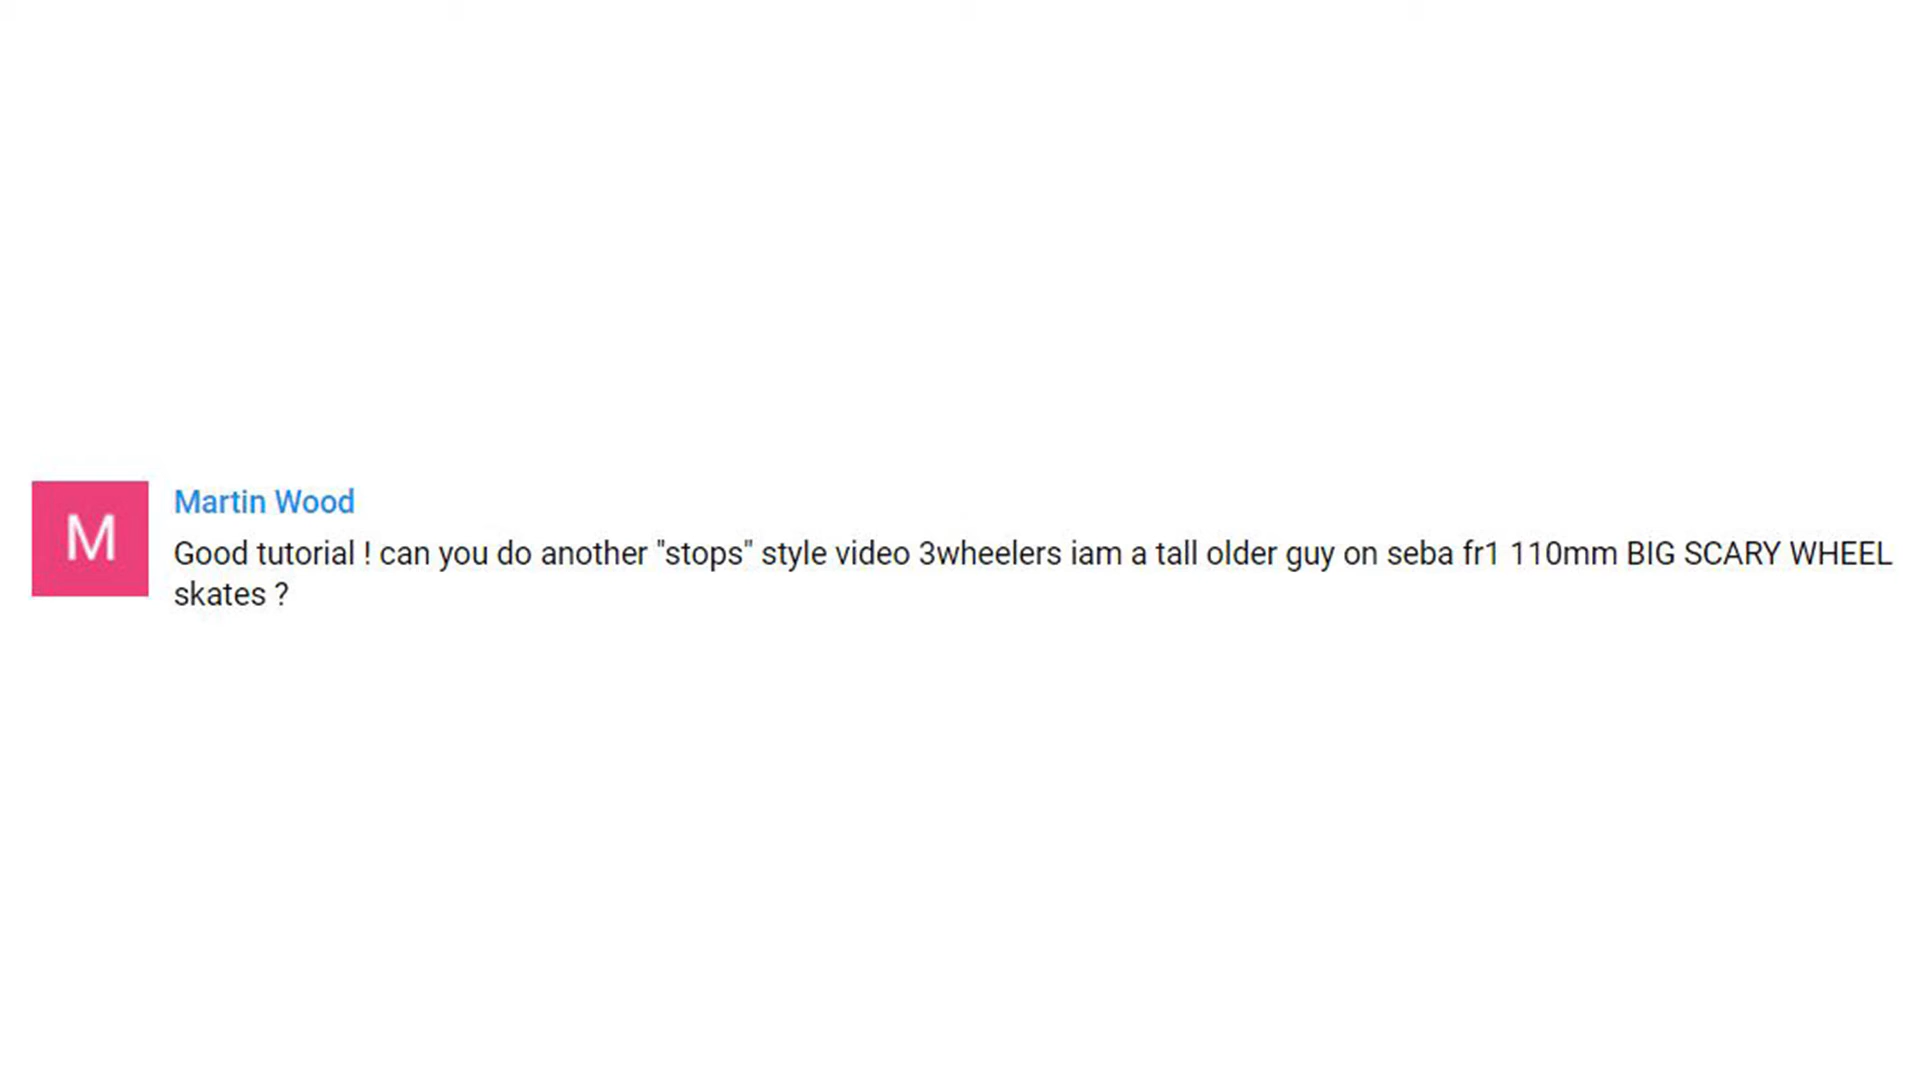 M
Martin Wood
Good tutorial ! can you do another "stops" style video 3wheelers iam a tall older guy on seba fr1 110mm BIG SCARY WHEEL
skates ?